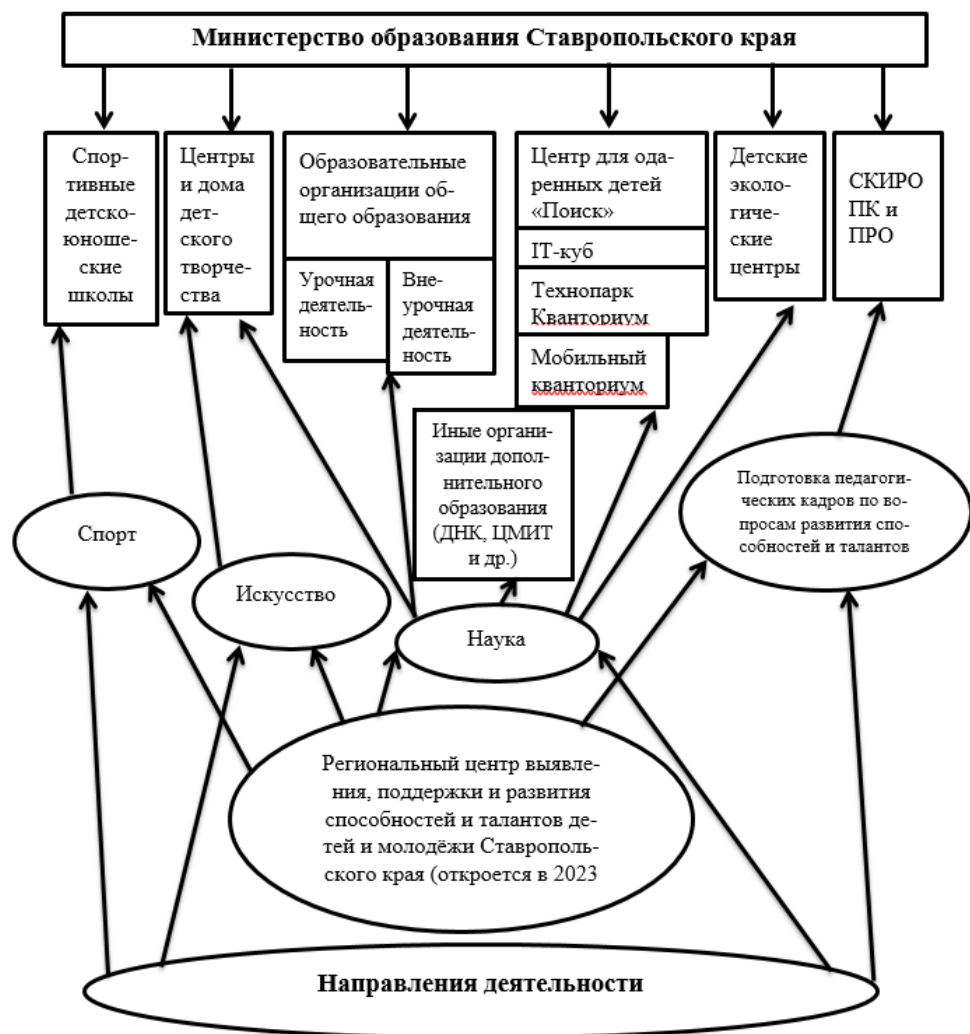 Министерство образования Ставропольского края
Спор-
тивные
детско-
юноше-
ские
школы
Центры
и дома
дет-
ского
творче-
ства
Образовательные
организации об-
щего образования
Урочная
деятель-
ность
Вне-
урочная
деятель-
ность
Центр для ода-
ренных детей
«Поиск»
IT-куб
Технопарк
Кванториум
Мобильный
кванториум
Детские
эколо-
гиче-
ские
центры
СКИРО
ПК и
ПРО
Иные органи-
зации допол-
нительного
образования
(ДНК, ЦМИТ
и др.)
Подготовка педагоги-
ческих кадров по во-
просам развития спо-
собностей и талантов
Спорт
Искусство
Наука
Региональный центр выявле-
ния, поддержки и развития
способностей и талантов де-
тей и молодёжи Ставрополь-
ского края (откроется в 2023
Направления деятельности